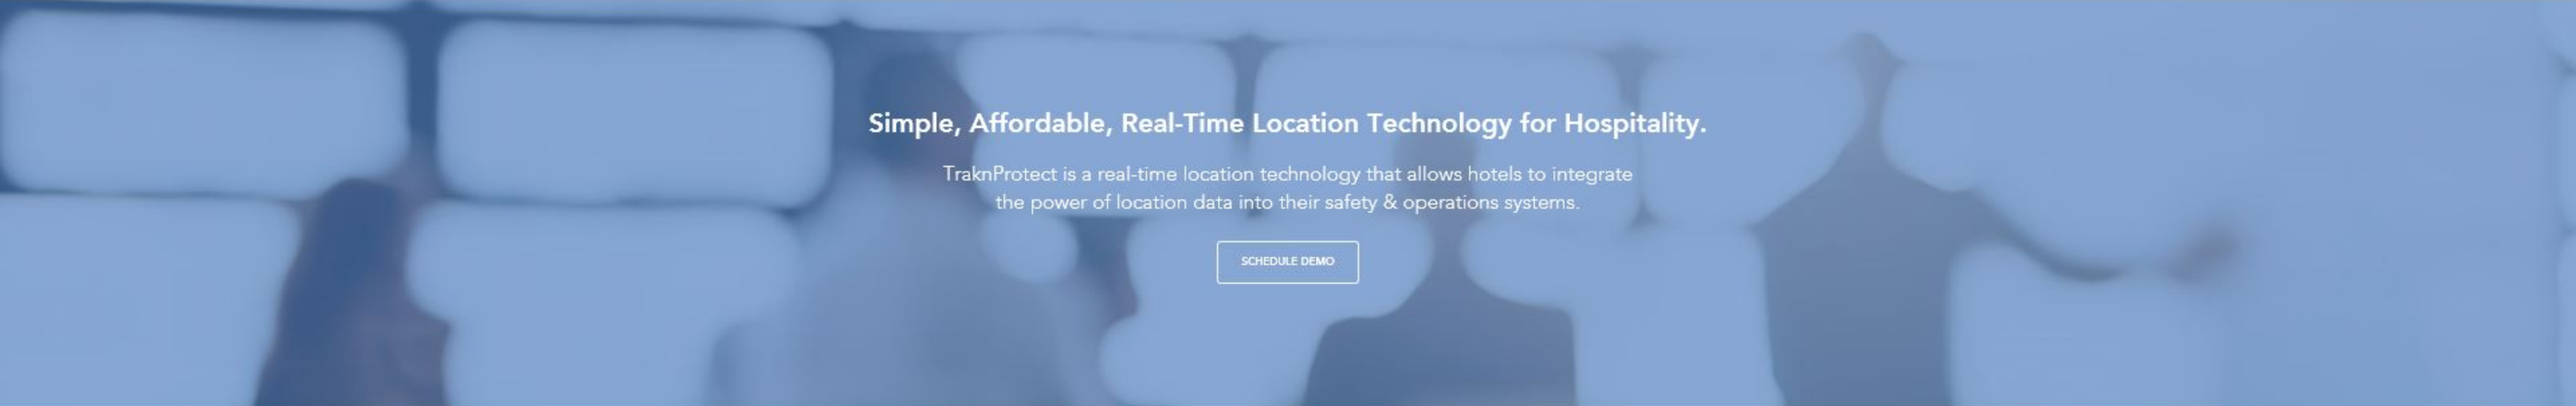 Simple, Affordable, Real-Time Location Technology for Hospitality.
TraknProtect is a real-time location technology that allows hotels to integrate
the power of location data into their safety & operations systems.
SCHEDULE DEMO